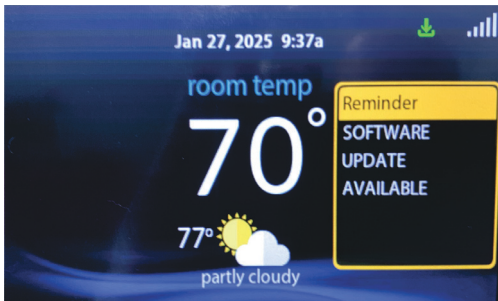 Jan 27, 2025 9:37a
room temp
70°
77°
partly cloudy
Reminder
SOFTWARE
UPDATE
AVAILABLE